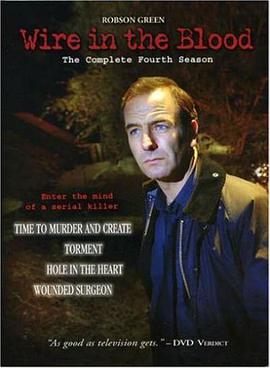 ROBSON GREEN
Wire in the Blood
The Complete Fourth Season
Enter the mind
of a serial killer
TIME TO MURDER AND CREATE
TORMENT
HOLE IN THE HEART
WOUNDED SURGEON
"As good as television gets." – DVD VERDICT